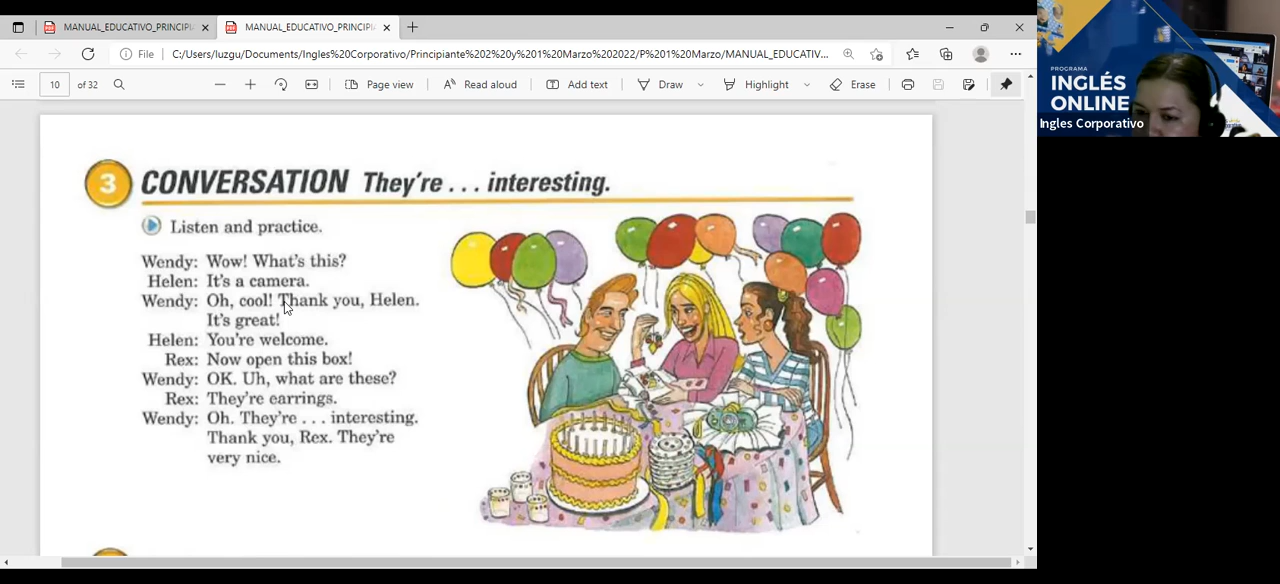 MANUAL_EDUCATIVO_PRINCIPI
MANUAL_EDUCATIVO_PRINCIPI
File
C:/Users/luzgu/Documents/Ingles%20Corporativo/Principiante%202%20y%201%20Marzo%202022/P%201%20Marzo/MANUAL_EDUCATIV...
10 of 32
Page view
Read aloud
Add text
Draw
Highlight
Erase
3 CONVERSATION They're . . . interesting.
Listen and practice.
Wendy: Wow! What's this?
Helen: It's a camera.
Wendy: Oh, cool! Thank you, Helen.
It's great!
Helen: You're welcome.
Rex: Now open this box!
Wendy: OK. Uh, what are these?
Rex: They're earrings.
Wendy: Oh. They're . . . interesting.
Thank you, Rex. They're
very nice.
PROGRAMA
INGLÉS
ONLINE
Ingles Corporativo